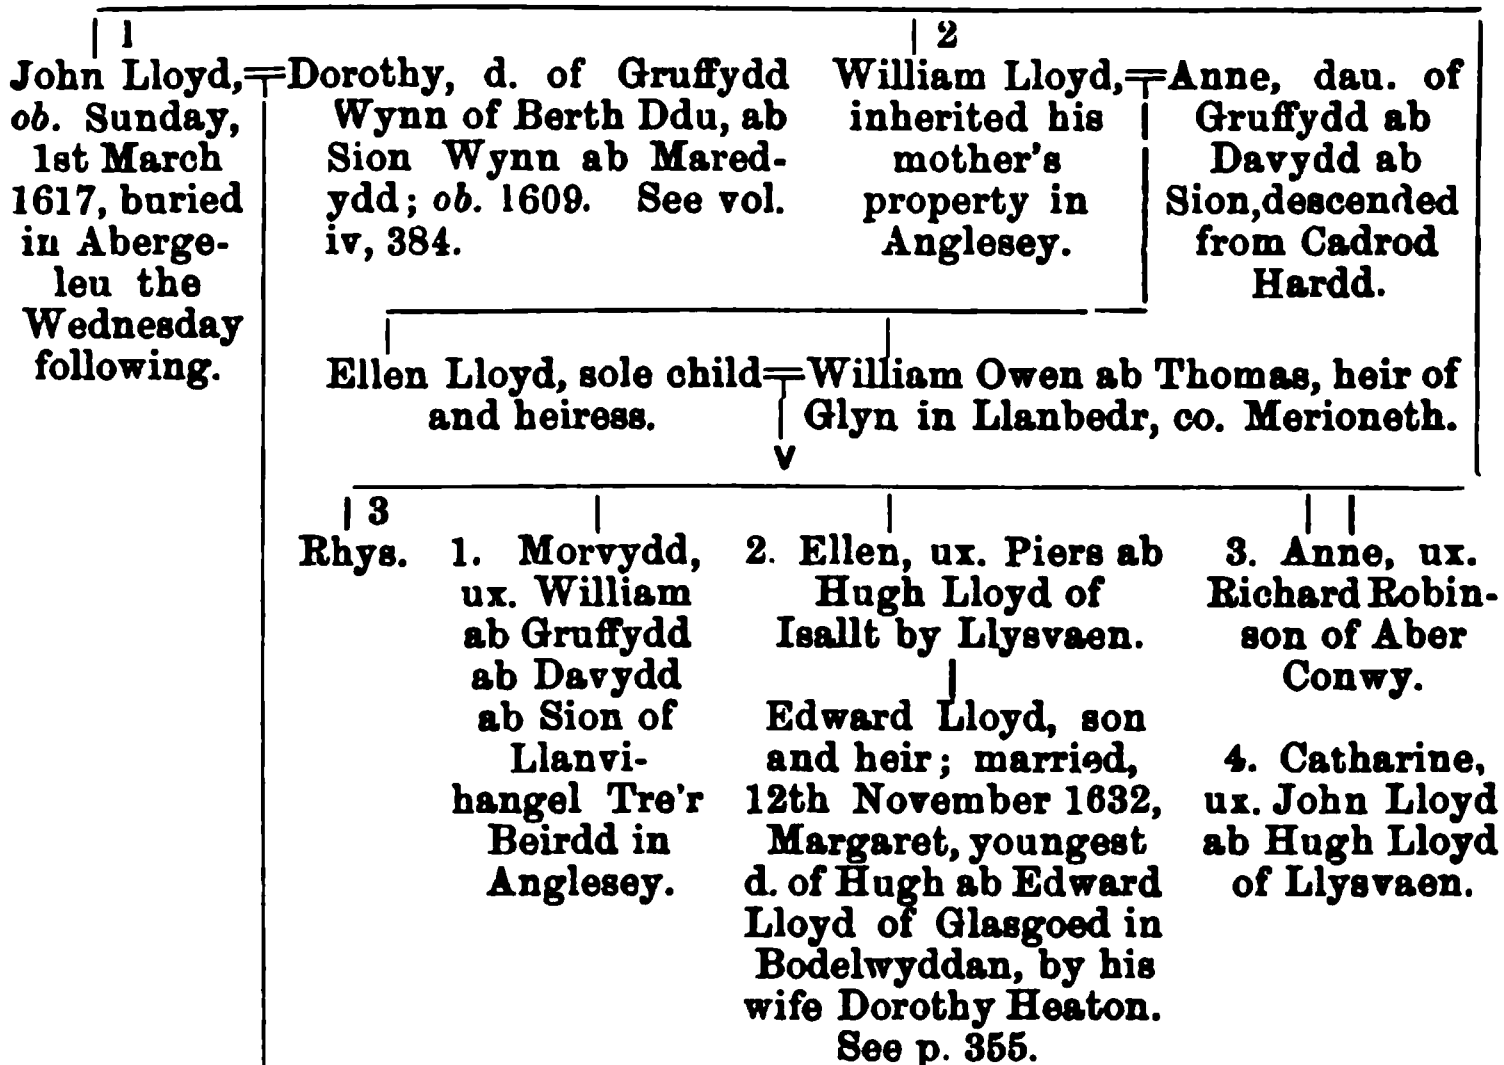 1
John Lloyd,
ob. Sunday,
1st March
1617, buried
in Aberge-
leu the
Wednesday
following.
Dorothy, d. of Gruffydd
Wynn of Berth Ddu, ab
Sion Wynn ab Mared-
ydd; ob. 1609. See vol.
iv, 384.
2
William Lloyd,
inherited his
mother's
property in
Anglesey.
Anne, dau. of
Gruffydd ab
Davydd ab
Sion, descended
from Cadrod
Hardd.
Ellen Lloyd, sole child
and heiress.
William Owen ab Thomas, heir of
Glyn in Llanbedr, co. Merioneth.
3
Rhys.
1. Morvydd,
ux. William
ab Gruffydd
ab Davydd
ab Sion of
Llanvi-
hangel Tre'r
Beirdd in
Anglesey.
2. Ellen, ux. Piers ab
Hugh Lloyd of
Isallt by Llysvaen.
Edward Lloyd, son
and heir; married,
12th November 1632,
Margaret, youngest
d. of Hugh ab Edward
Lloyd of Glasgoed in
Bodelwyddan, by his
wife Dorothy Heaton.
See p. 355.
3. Anne, ux.
Richard Robin-
son of Aber
Conwy.
4. Catharine,
ux. John Lloyd
ab Hugh Lloyd
of Llysvaen.